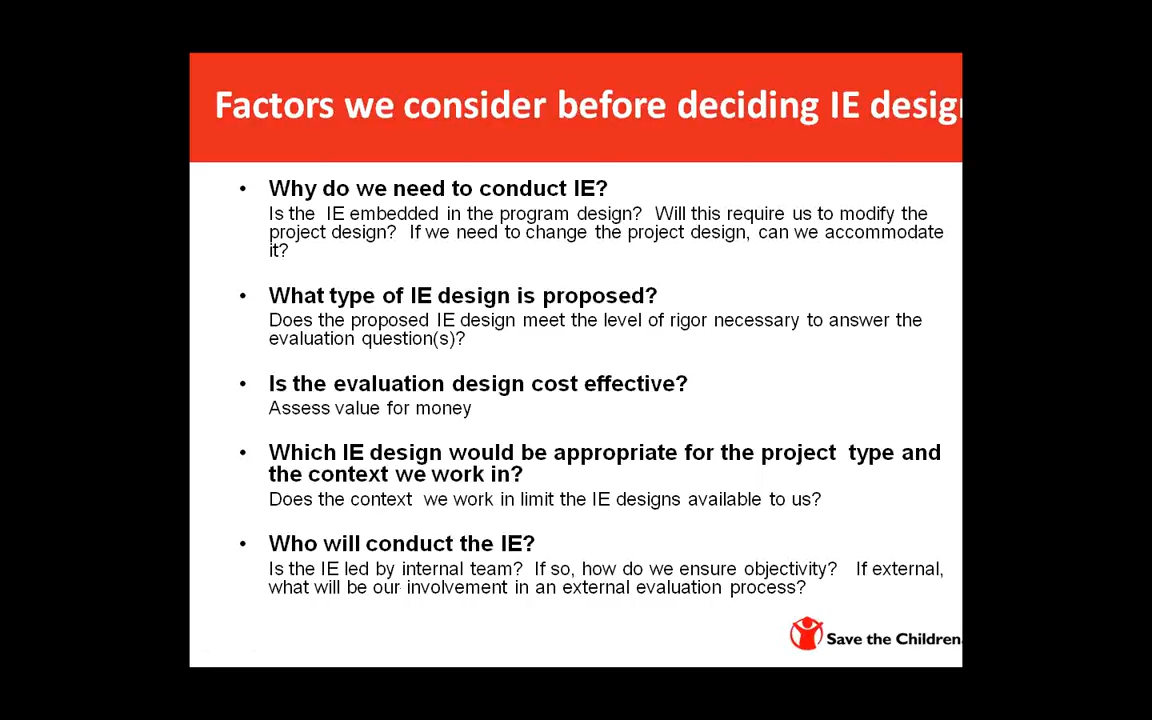 Factors we consider before deciding IE desig
• Why do we need to conduct IE?
Is the IE embedded in the program design? Will this require us to modify the
project design? If we need to change the project design, can we accommodate
it?
• What type of IE design is proposed?
Does the proposed IE design meet the level of rigor necessary to answer the
evaluation question(s)?
• Is the evaluation design cost effective?
Assess value for money
• Which IE design would be appropriate for the project type and
the context we work in?
Does the context we work in limit the IE designs available to us?
• Who will conduct the IE?
Is the IE led by internal team? If so, how do we ensure objectivity? If external,
what will be our involvement in an external evaluation process?
Save the Children